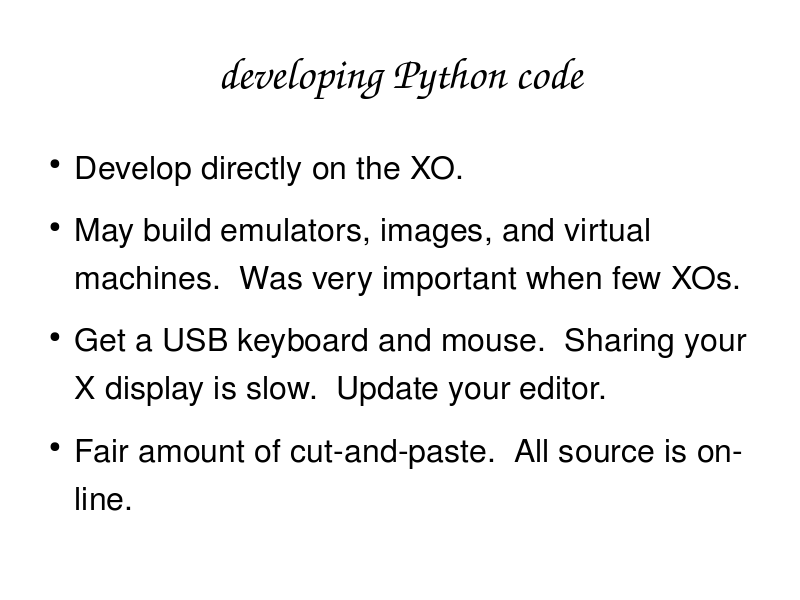 developing Python code
• Develop directly on the XO.
• May build emulators, images, and virtual
machines.  Was very important when few XOs.
• Get a USB keyboard and mouse.  Sharing your
X display is slow.  Update your editor.
• Fair amount of cut-and-paste.  All source is on-
line.